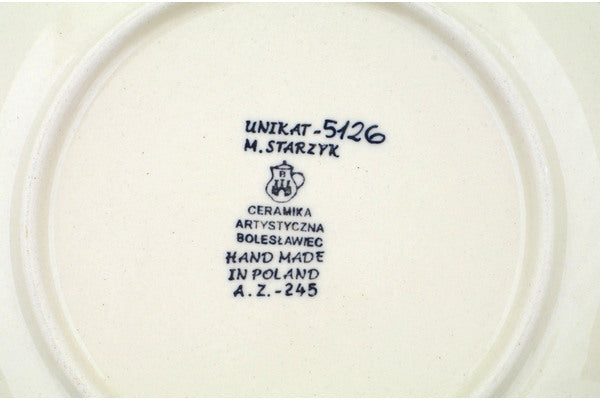 UNIKAT-5126
M. STARZYK
B
CERAMIKA
ARTYSTYCZNA
BOLESŁAWIEC
HAND MADE
IN POLAND
A.Z.-245